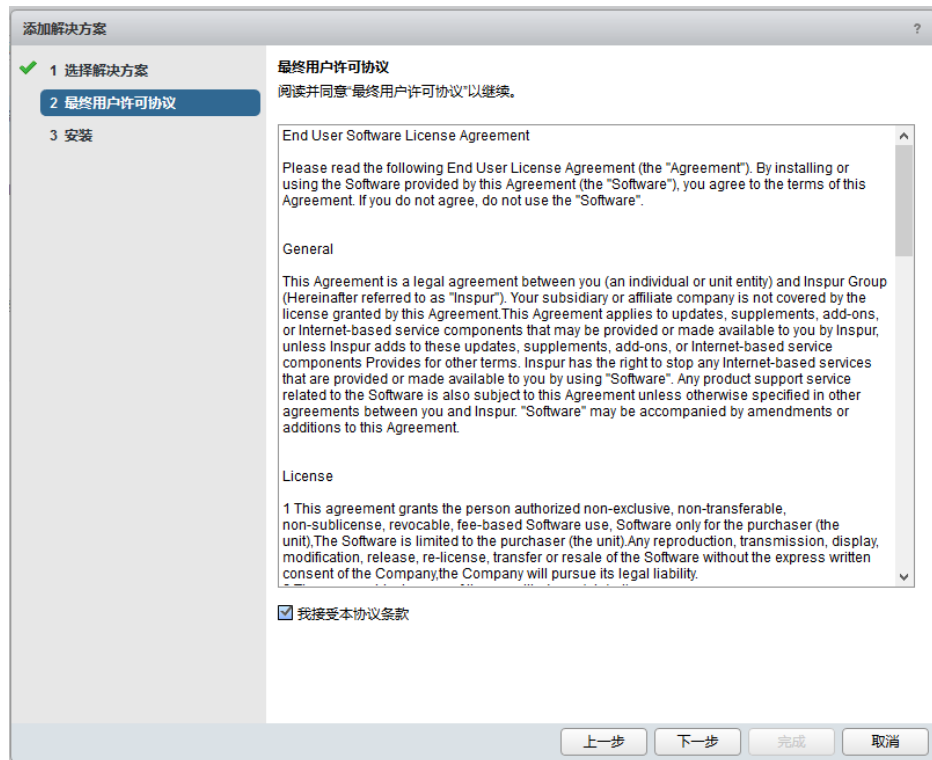 添加解决方案
?
1 选择解决方案
2 最终用户许可协议
3 安装
最终用户许可协议
阅读并同意“最终用户许可协议”以继续。
End User Software License Agreement
Please read the following End User License Agreement (the "Agreement"). By installing or
using the Software provided by this Agreement (the "Software"), you agree to the terms of this
Agreement. If you do not agree, do not use the "Software".
General
This Agreement is a legal agreement between you (an individual or unit entity) and Inspur Group
(Hereinafter referred to as "Inspur"). Your subsidiary or affiliate company is not covered by the
license granted by this Agreement.This Agreement applies to updates, supplements, add-ons,
or Internet-based service components that may be provided or made available to you by Inspur,
unless Inspur adds to these updates, supplements, add-ons, or Internet-based service
components Provides for other terms. Inspur has the right to stop any Internet-based services
that are provided or made available to you by using "Software". Any product support service
related to the Software is also subject to this Agreement unless otherwise specified in other
agreements between you and Inspur. "Software" may be accompanied by amendments or
additions to this Agreement.
License
1 This agreement grants the person authorized non-exclusive, non-transferable,
non-sublicense, revocable, fee-based Software use, Software only for the purchaser (the
unit),The Software is limited to the purchaser (the unit).Any reproduction, transmission, display,
modification, release, re-license, transfer or resale of the Software without the express written
consent of the Company,the Company will pursue its legal liability.
我接受本协议条款
上一步
下一步
完成
取消